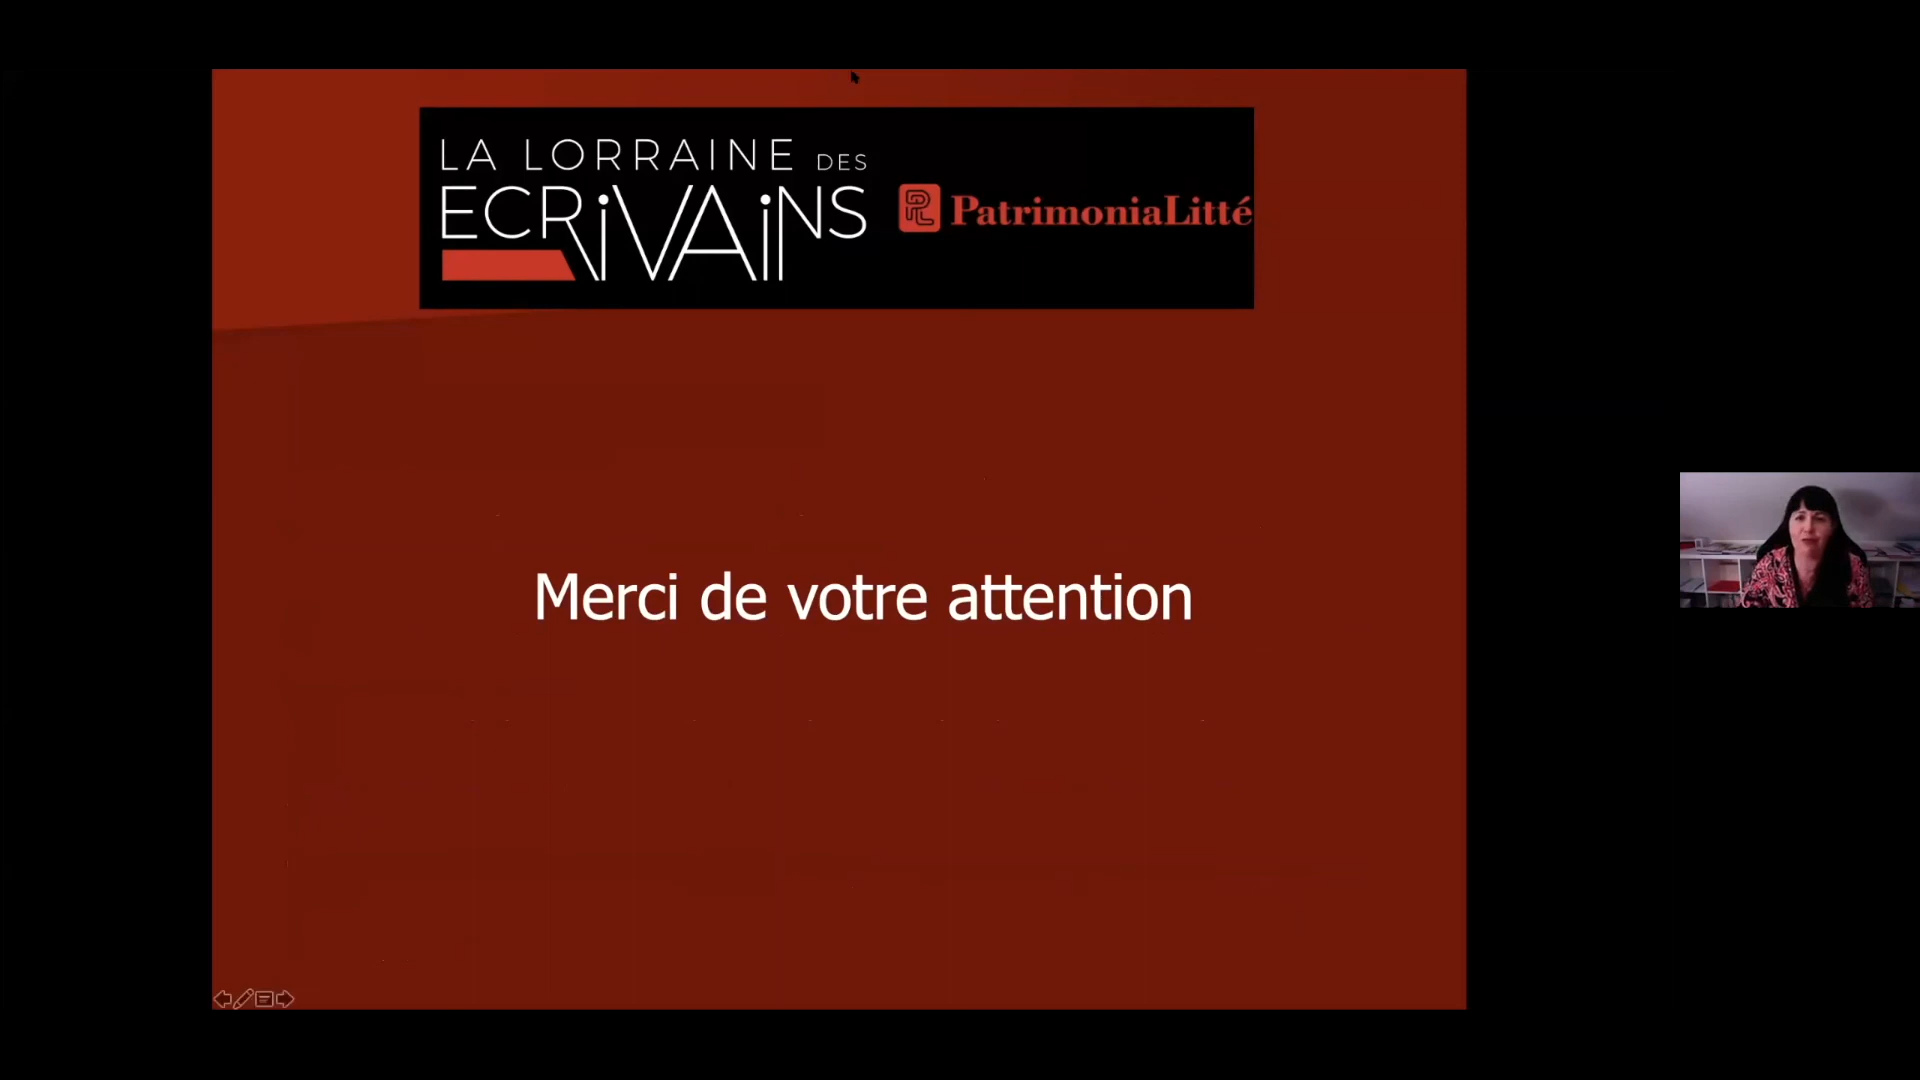 LA LORRAINE DES
ECRiVAiNS
PatrimoniaLitté
Merci de votre attention